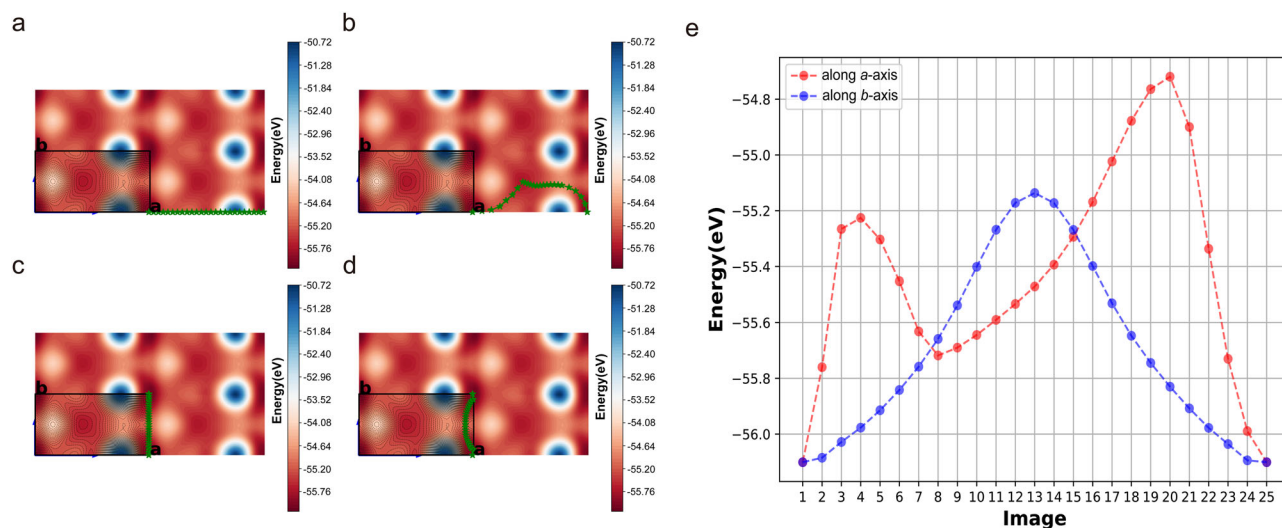 a
b
-50.72
-51.28
-51.84
-52.40
-52.96
-53.52
-54.08
-54.64
-55.20
-55.76
Energy(eV)
b
a
-50.72
-51.28
-51.84
-52.40
-52.96
-53.52
-54.08
-54.64
-55.20
-55.76
Energy(eV)
b
a
c
d
-50.72
-51.28
-51.84
-52.40
-52.96
-53.52
-54.08
-54.64
-55.20
-55.76
Energy(eV)
b
a
-50.72
-51.28
-51.84
-52.40
-52.96
-53.52
-54.08
-54.64
-55.20
-55.76
Energy(eV)
b
a
e
along a-axis
along b-axis
−54.8
−55.0
−55.2
−55.4
−55.6
−55.8
−56.0
Energy(eV)
1 2 3 4 5 6 7 8 9 10 11 12 13 14 15 16 17 18 19 20 21 22 23 24 25
Image